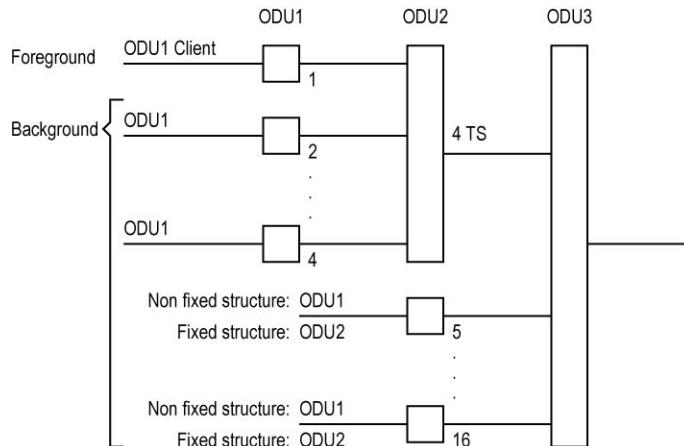 ODU1 ODU2 ODU3
Foreground ODU1 Client
1
Background ODU1
2
4 TS
.
.
.
ODU1
4
Non fixed structure: ODU1
Fixed structure: ODU2 5
.
.
.
Non fixed structure: ODU1
Fixed structure: ODU2 16